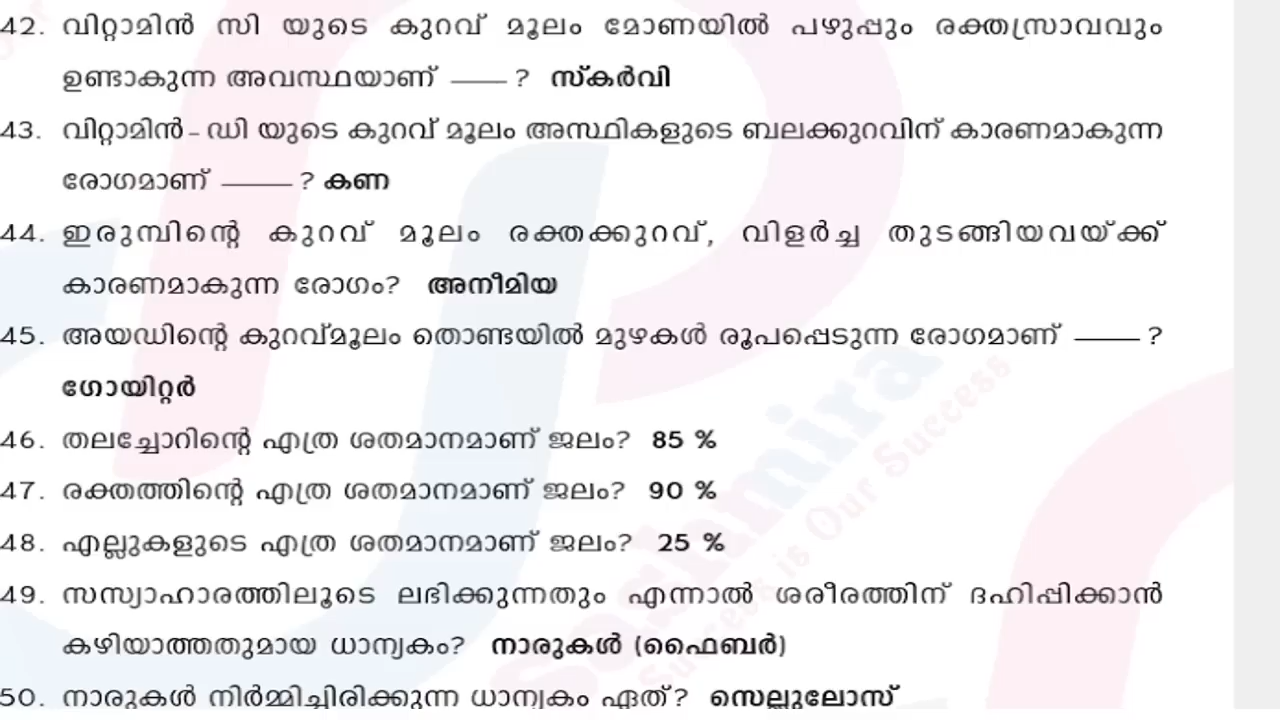 42. വിറ്റാമിൻ സി യുടെ കുറവ് മൂലം മോണയിൽ പഴുപ്പും രക്തസ്രാവവും
ഉണ്ടാകുന്ന അവസ്ഥയാണ് ——? സ്കർവി
43. വിറ്റാമിൻ-ഡി യുടെ കുറവ് മൂലം അസ്ഥികളുടെ ബലക്കുറവിന് കാരണമാകുന്ന
രോഗമാണ് ——? കണ
44. ഇരുമ്പിന്റെ കുറവ് മൂലം രക്തക്കുറവ്, വിളർച്ച തുടങ്ങിയവയ്ക്ക്
കാരണമാകുന്ന രോഗം? അനീമിയ
45. അയഡിന്റെ കുറവ്മൂലം തൊണ്ടയിൽ മുഴകൾ രൂപപ്പെടുന്ന രോഗമാണ് ——?
ഗോയിറ്റർ
46. തലച്ചോറിന്റെ എത്ര ശതമാനമാണ് ജലം? 85 %
47. രക്തത്തിന്റെ എത്ര ശതമാനമാണ് ജലം? 90 %
48. എല്ലുകളുടെ എത്ര ശതമാനമാണ് ജലം? 25 %
49. സസ്യാഹാരത്തിലൂടെ ലഭിക്കുന്നതും എന്നാൽ ശരീരത്തിന് ദഹിപ്പിക്കാൻ
കഴിയാത്തതുമായ ധാന്യകം? നാരുകൾ (ഫൈബർ)
50. നാരുകൾ നിർമ്മിച്ചിരിക്കുന്ന ധാന്യകം ഏത്? സെല്ലുലോസ്
Success is Our Success